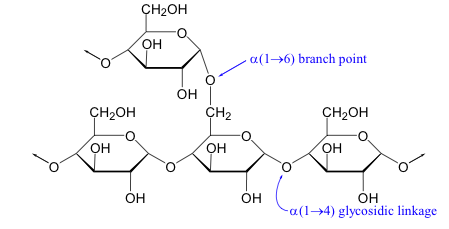 CH₂OH
O
OH
O
OH
α(1→6) branch point
O
CH₂OH
CH₂
CH₂OH
O
O
O
OH
OH
OH
O
O
O
O
OH
OH
OH
α(1→4) glycosidic linkage